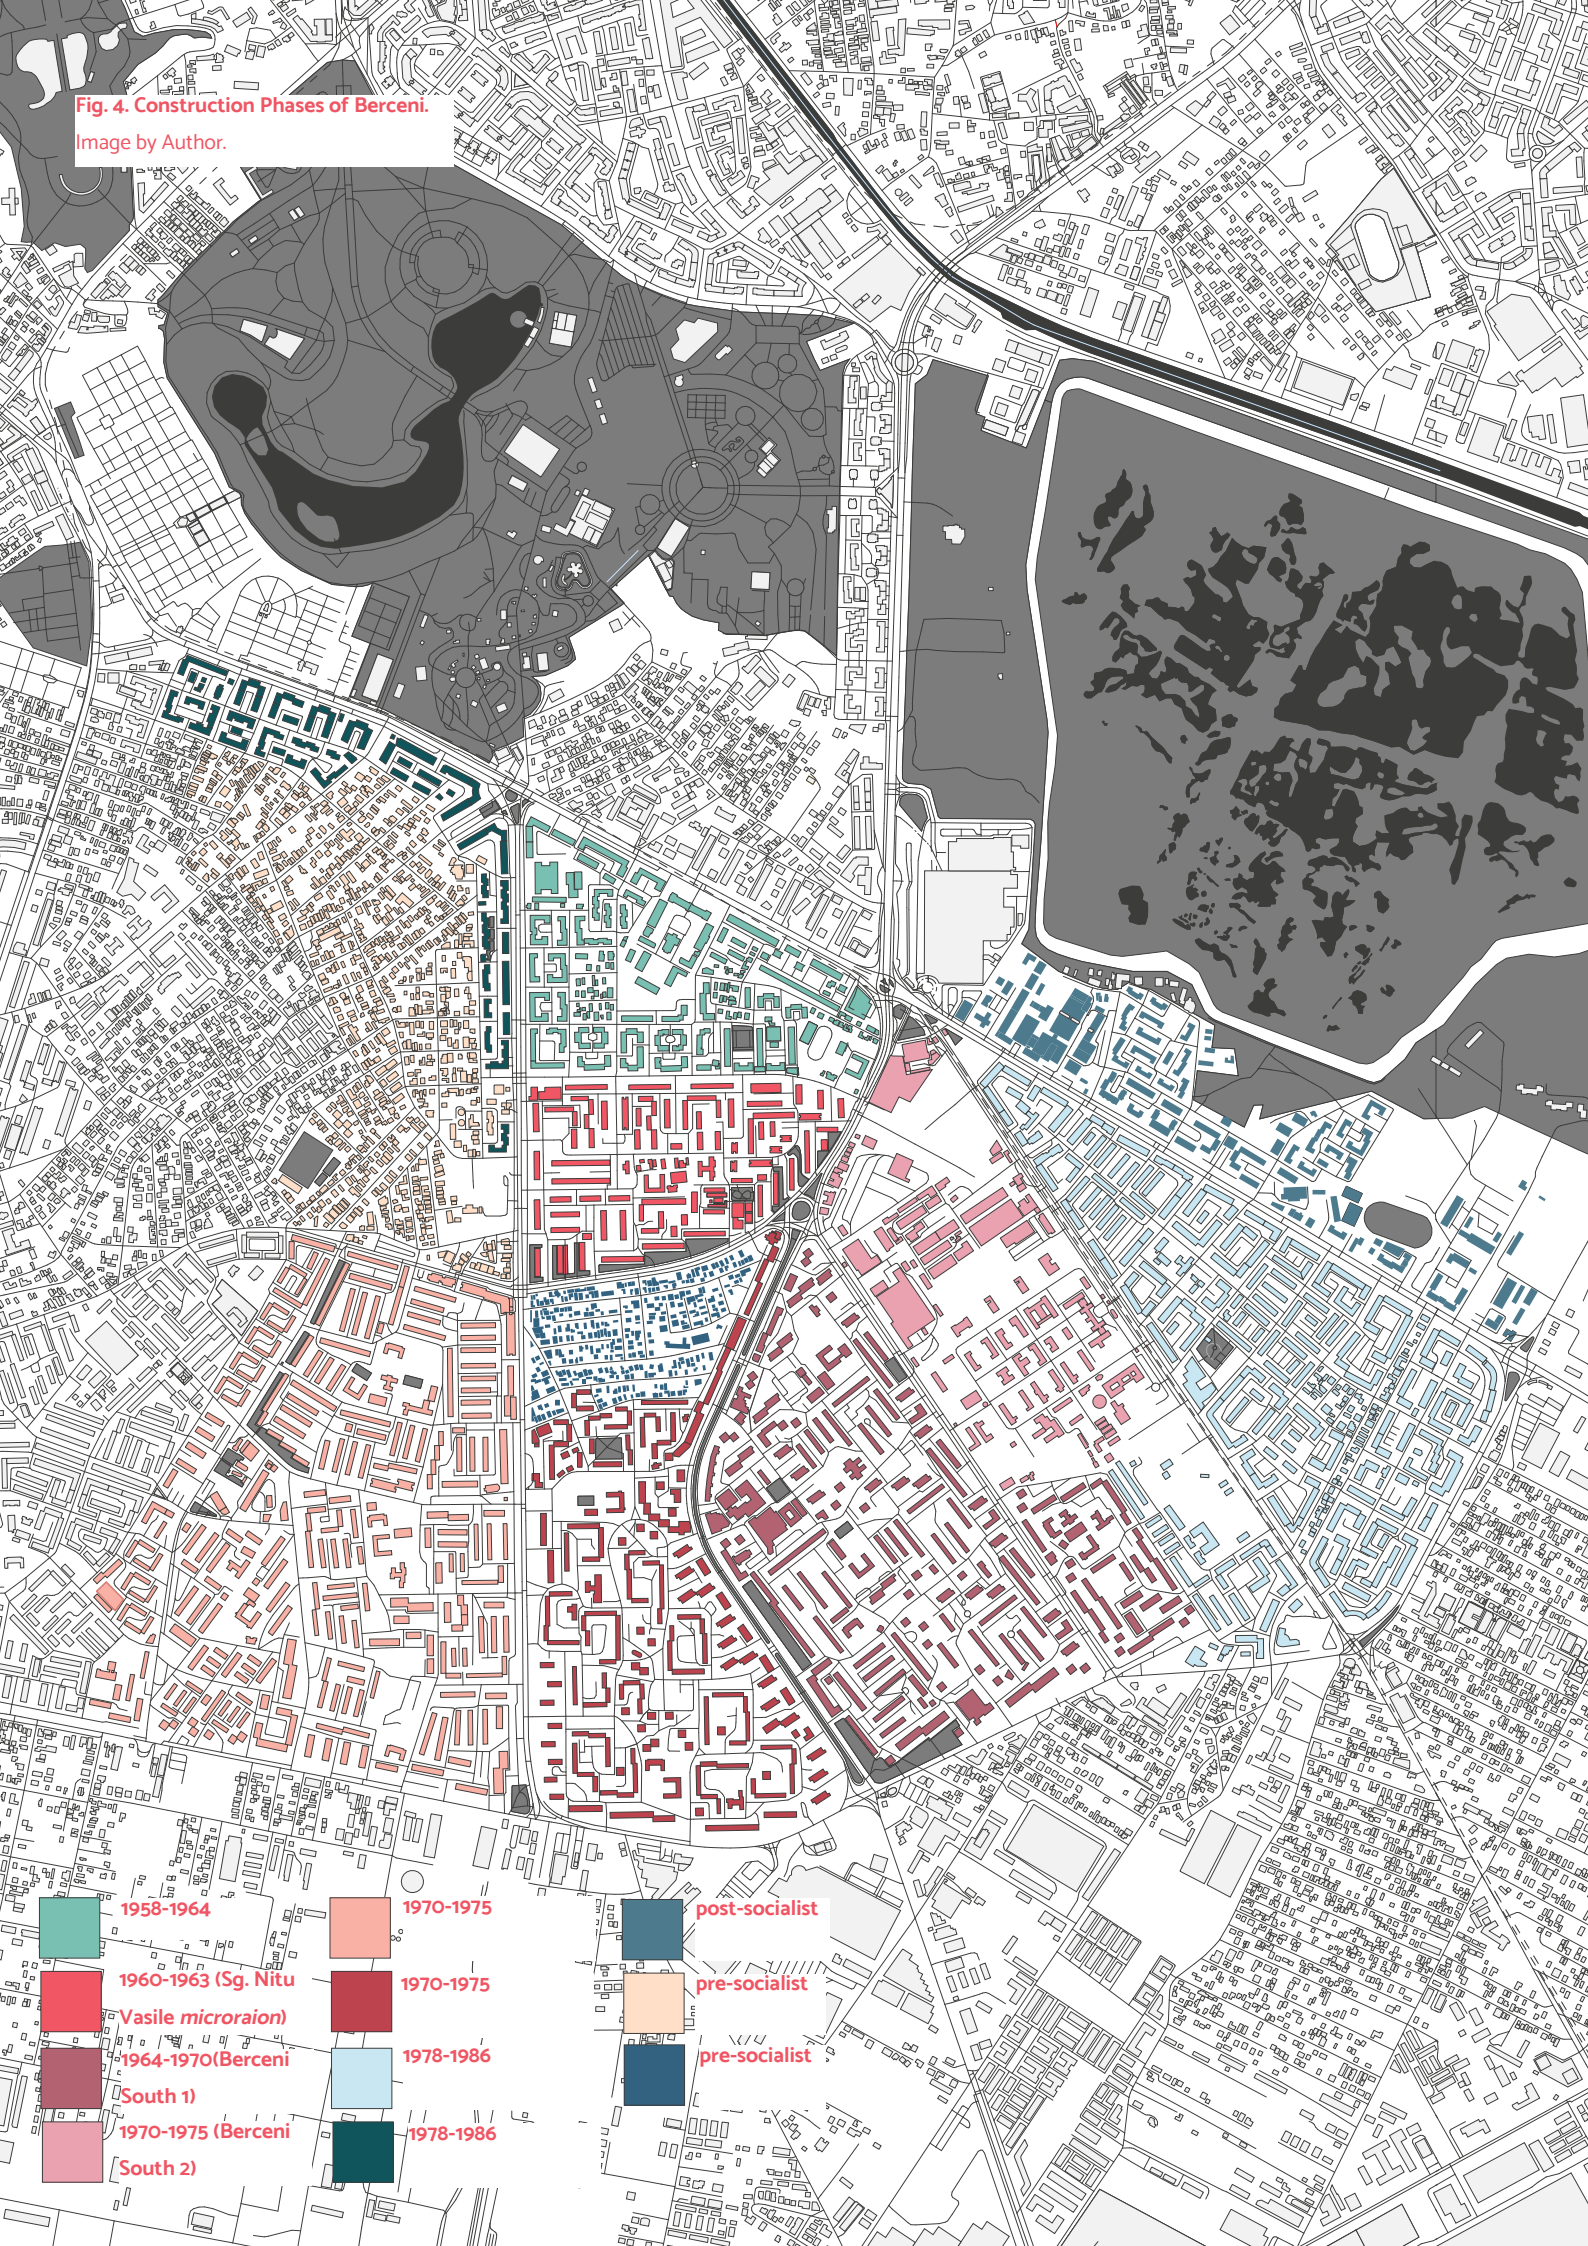 Fig. 4. Construction Phases of Berceni.
Image by Author.
1958-1964
1960-1963 (Sg. Nitu
Vasile microraion)
1964-1970(Berceni
South 1)
1970-1975 (Berceni
South 2)
1970-1975
1970-1975
1978-1986
1978-1986
post-socialist
pre-socialist
pre-socialist